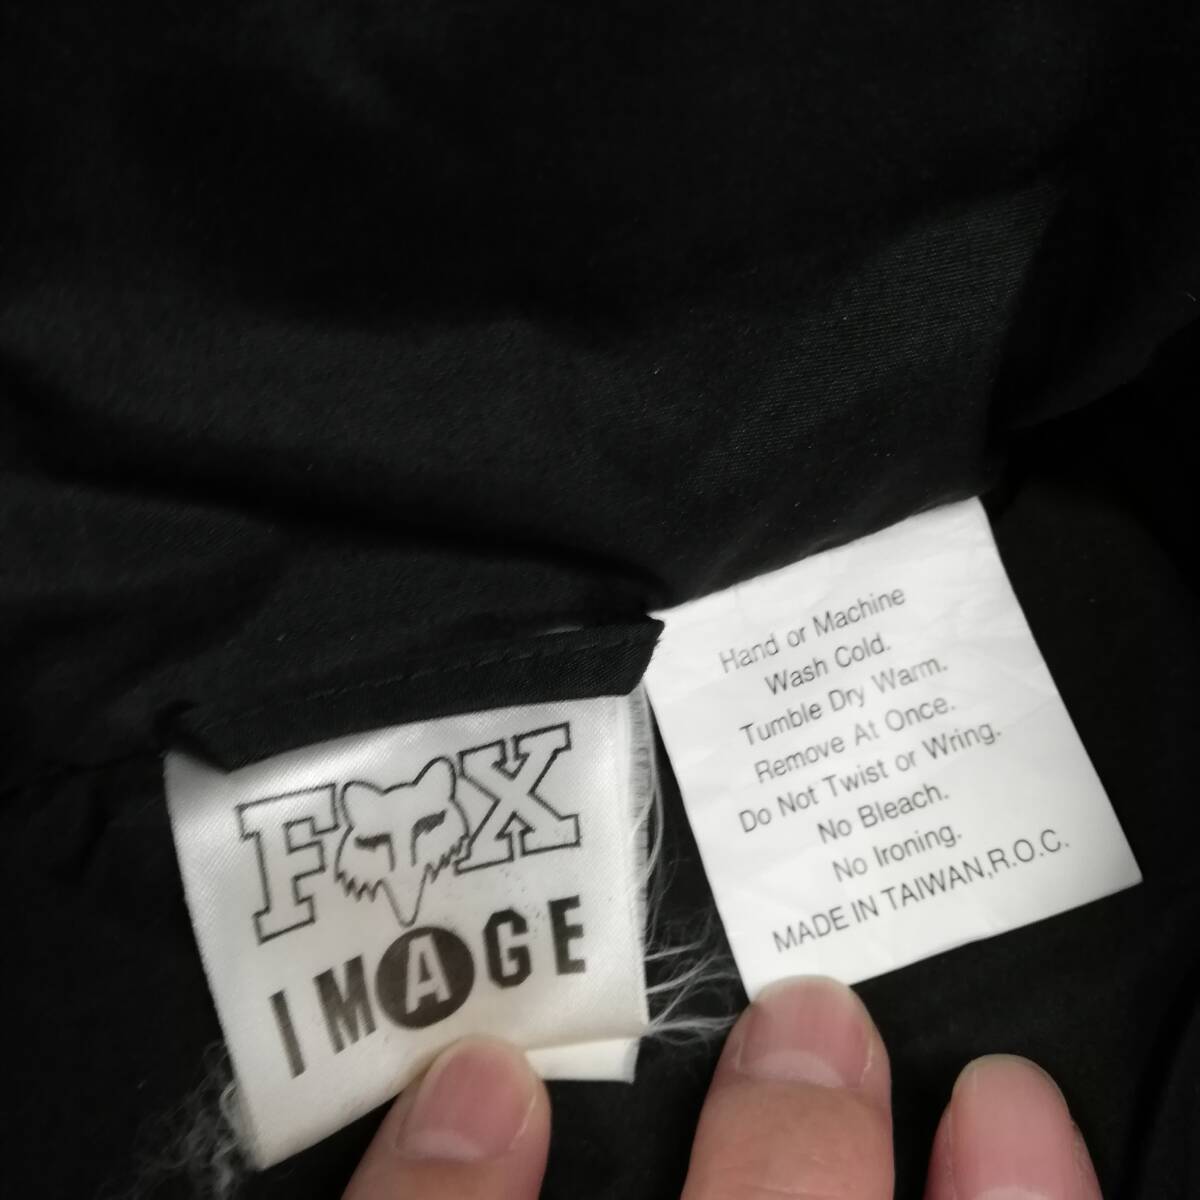 FOX
IMAGE
Hand or Machine
Wash Cold.
Tumble Dry Warm.
Remove At Once.
Do Not Twist or Wring.
No Bleach.
No Ironing.
MADE IN TAIWAN,R.O.C.